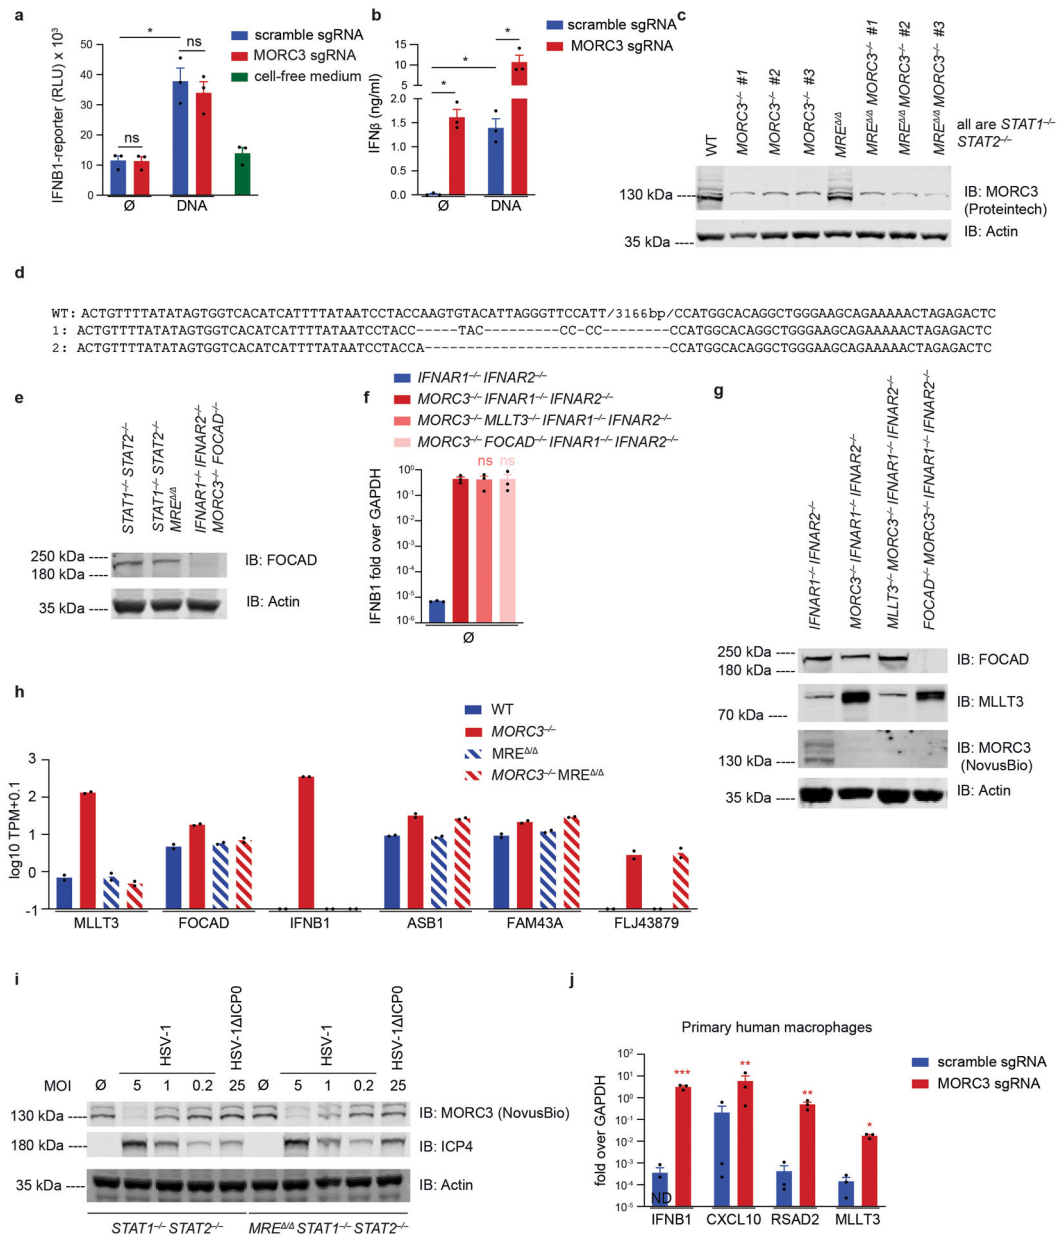 a
scramble sgRNA
MORC3 sgRNA
cell-free medium
IFNB1-reporter (RLU) x 10³
50
40
30
20
10
0
*
ns
ns
Ø
DNA
b
scramble sgRNA
MORC3 sgRNA
IFNβ (ng/ml)
15
10
5
2.0
1.5
1.0
0.5
0.0
*
*
*
Ø
DNA
c
WT
MORC3–/– #1
MORC3–/– #2
MORC3–/– #3
MREΔ/Δ
MREΔ/Δ MORC3–/– #1
MREΔ/Δ MORC3–/– #2
MREΔ/Δ MORC3–/– #3
all are STAT1–/–
STAT2–/–
130 kDa ----
IB: MORC3
(Proteintech)
35 kDa ----
IB: Actin
d
WT: ACTGTTTTATATAGTGGTCACATCATTTTATAATCCTACCAAGTGTACATTAGGGTTCCATT/3166bp/CCATGGCACAGGCTGGGAAGCAGAAAAACTAGAGACTC
1: ACTGTTTTATATAGTGGTCACATCATTTTATAATCCTACC-----TAC---------CC-CC--------CCATGGCACAGGCTGGGAAGCAGAAAAACTAGAGACTC
2: ACTGTTTTATATAGTGGTCACATCATTTTATAATCCTACCA----------------------------CCATGGCACAGGCTGGGAAGCAGAAAAACTAGAGACTC
e
STAT1–/– STAT2–/–
STAT1–/– STAT2–/–
MREΔ/Δ
IFNAR1–/– IFNAR2–/–
MORC3–/– FOCAD–/–
250 kDa ----
180 kDa ----
IB: FOCAD
35 kDa ----
IB: Actin
f
IFNAR1–/– IFNAR2–/–
MORC3–/– IFNAR1–/– IFNAR2–/–
MORC3–/– MLLT3–/– IFNAR1–/– IFNAR2–/–
MORC3–/– FOCAD–/– IFNAR1–/– IFNAR2–/–
IFNB1 fold over GAPDH
ns
ns
10⁰
10⁻¹
10⁻²
10⁻³
10⁻⁴
10⁻⁵
10⁻⁶
Ø
g
IFNAR1–/– IFNAR2–/–
MORC3–/– IFNAR1–/– IFNAR2–/–
MLLT3–/– MORC3–/– IFNAR1–/– IFNAR2–/–
FOCAD–/– MORC3–/– IFNAR1–/– IFNAR2–/–
250 kDa ----
180 kDa ----
IB: FOCAD
IB: MLLT3
70 kDa ----
130 kDa ----
IB: MORC3
(NovusBio)
35 kDa ----
IB: Actin
h
WT
MORC3–/–
MREΔ/Δ
MORC3–/– MREΔ/Δ
log10 TPM+0.1
3
2
1
0
-1
MLLT3
FOCAD
IFNB1
ASB1
FAM43A
FLJ43879
i
HSV-1
HSV-1ΔICP0
HSV-1
HSV-1ΔICP0
MOI Ø 5 1 0.2 25 Ø 5 1 0.2 25
130 kDa ----
IB: MORC3 (NovusBio)
180 kDa ----
IB: ICP4
35 kDa ----
IB: Actin
STAT1–/– STAT2–/–
MREΔ/Δ STAT1–/– STAT2–/–
j
Primary human macrophages
scramble sgRNA
MORC3 sgRNA
fold over GAPDH
10²
10¹
10⁰
10⁻¹
10⁻²
10⁻³
10⁻⁴
10⁻⁵
***
**
**
*
ND
IFNB1
CXCL10
RSAD2
MLLT3